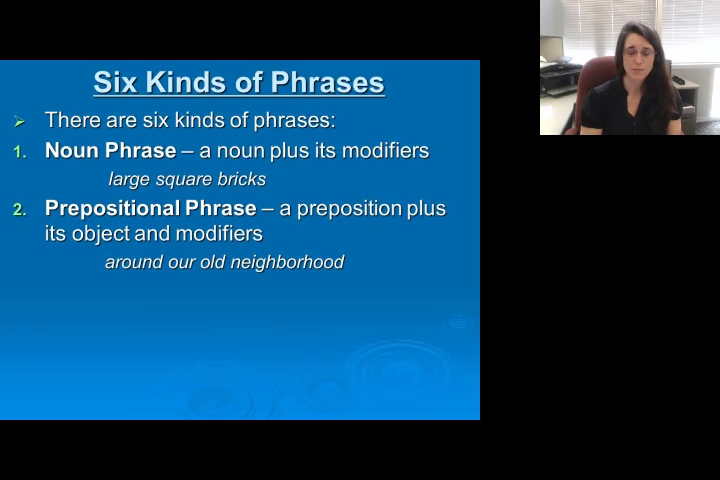 Six Kinds of Phrases
➢ There are six kinds of phrases:
1. Noun Phrase – a noun plus its modifiers
large square bricks
2. Prepositional Phrase – a preposition plus
its object and modifiers
around our old neighborhood